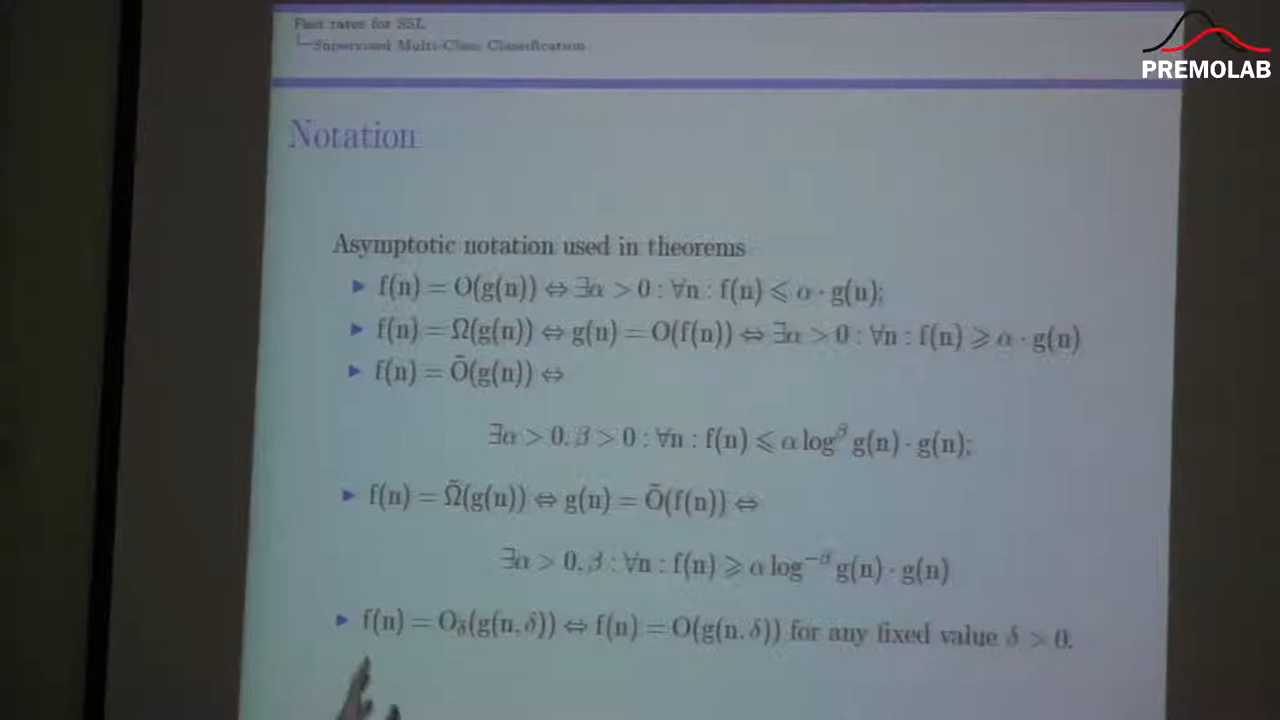 Fast rates for SSL
Supervised Multi-Class Classification
PREMOLAB
Notation
Asymptotic notation used in theorems
f(n) = O(g(n)) ⇔ ∃α > 0 : ∀n : f(n) ⩽ α · g(n);
f(n) = Ω(g(n)) ⇔ g(n) = O(f(n)) ⇔ ∃α > 0 : ∀n : f(n) ⩾ α · g(n)
f(n) = Õ(g(n)) ⇔
∃α > 0, β > 0 : ∀n : f(n) ⩽ α log^β g(n) · g(n);
f(n) = Ω̃(g(n)) ⇔ g(n) = Õ(f(n)) ⇔
∃α > 0, β : ∀n : f(n) ⩾ α log^−β g(n) · g(n)
f(n) = O_δ(g(n, δ)) ⇔ f(n) = O(g(n, δ)) for any fixed value δ > 0.